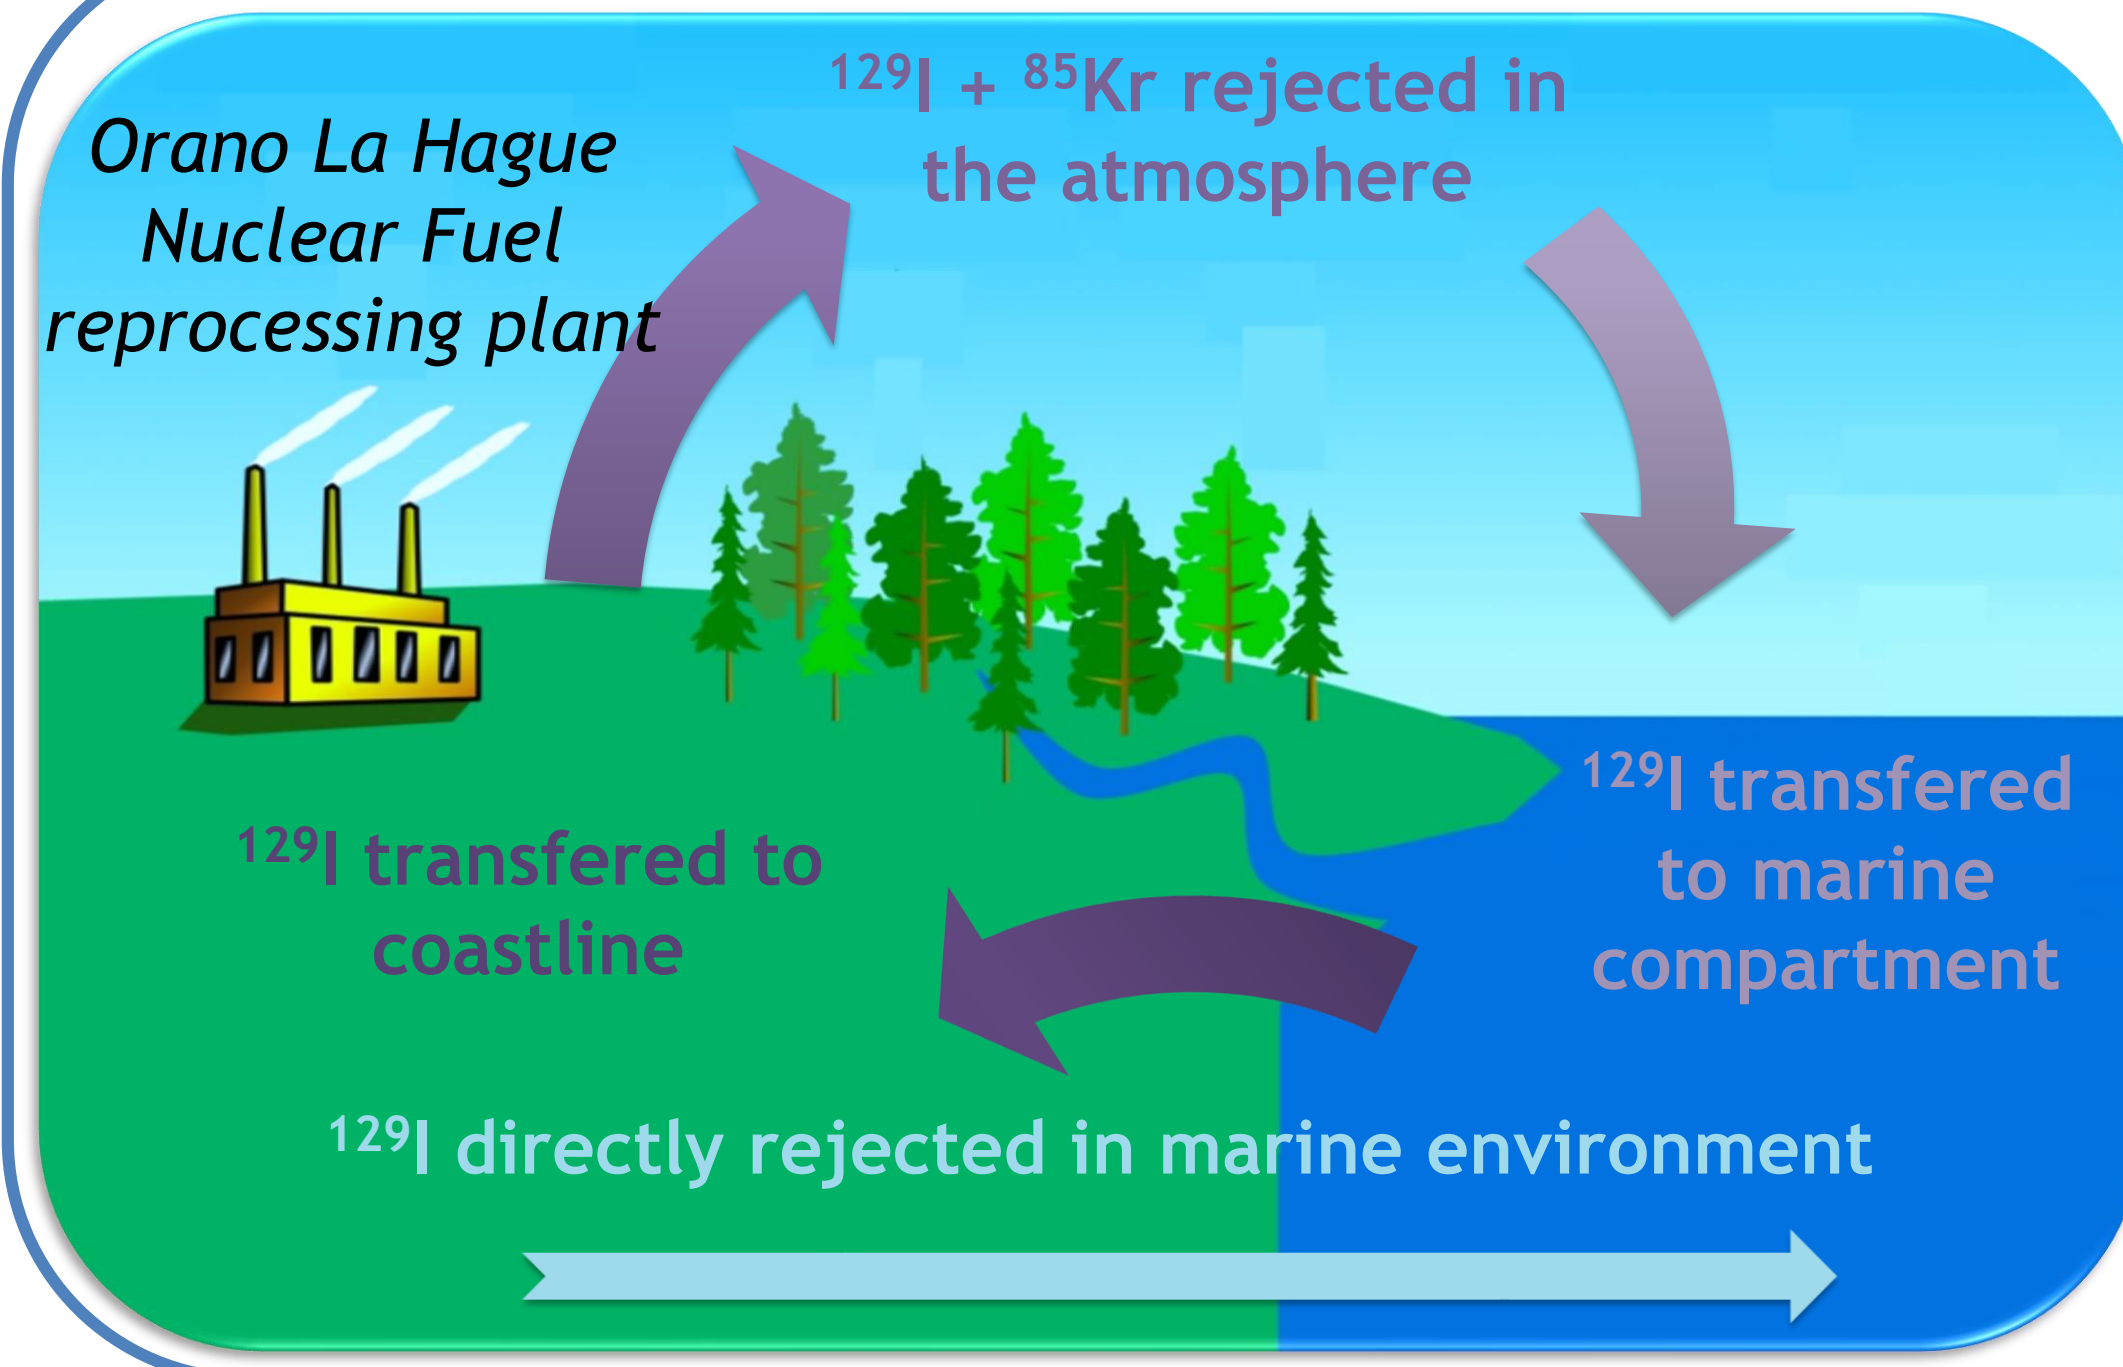 Orano La Hague
Nuclear Fuel
reprocessing plant
¹²⁹I + ⁸⁵Kr rejected in
the atmosphere
¹²⁹I transfered
to marine
compartment
¹²⁹I transfered to
coastline
¹²⁹I directly rejected in marine environment